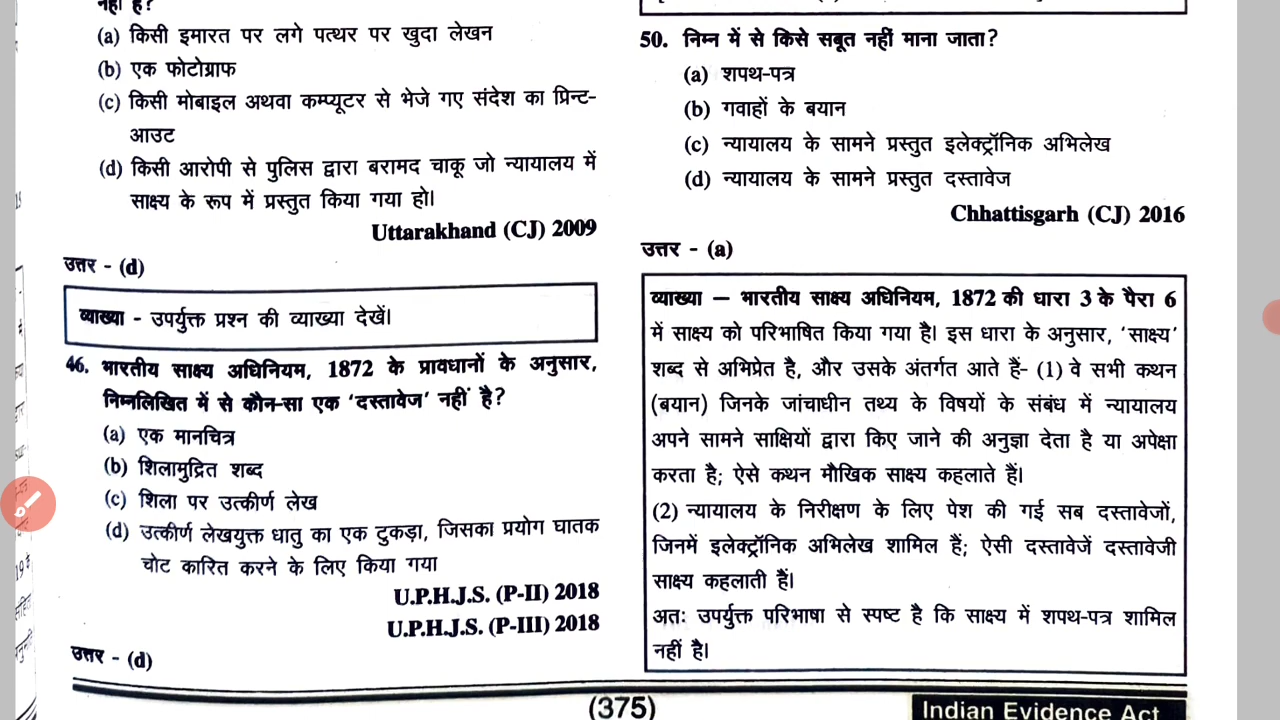 नहीं है?
(a) किसी इमारत पर लगे पत्थर पर खुदा लेखन
(b) एक फोटोग्राफ
(c) किसी मोबाइल अथवा कम्प्यूटर से भेजे गए संदेश का प्रिन्ट-
आउट
(d) किसी आरोपी से पुलिस द्वारा बरामद चाकू जो न्यायालय में
साक्ष्य के रूप में प्रस्तुत किया गया हो।
Uttarakhand (CJ) 2009
उत्तर - (d)
व्याख्या - उपर्युक्त प्रश्न की व्याख्या देखें।
46. भारतीय साक्ष्य अधिनियम, 1872 के प्रावधानों के अनुसार,
निम्नलिखित में से कौन-सा एक ‘दस्तावेज’ नहीं है?
(a) एक मानचित्र
(b) शिलामुद्रित शब्द
(c) शिला पर उत्कीर्ण लेख
(d) उत्कीर्ण लेखयुक्त धातु का एक टुकड़ा, जिसका प्रयोग घातक
चोट कारित करने के लिए किया गया
U.P.H.J.S. (P-II) 2018
U.P.H.J.S. (P-III) 2018
उत्तर - (d)
50. निम्न में से किसे सबूत नहीं माना जाता?
(a) शपथ-पत्र
(b) गवाहों के बयान
(c) न्यायालय के सामने प्रस्तुत इलेक्ट्रॉनिक अभिलेख
(d) न्यायालय के सामने प्रस्तुत दस्तावेज
Chhattisgarh (CJ) 2016
उत्तर - (a)
व्याख्या – भारतीय साक्ष्य अधिनियम, 1872 की धारा 3 के पैरा 6
में साक्ष्य को परिभाषित किया गया है। इस धारा के अनुसार, ‘साक्ष्य’
शब्द से अभिप्रेत है, और उसके अंतर्गत आते हैं- (1) वे सभी कथन
(बयान) जिनके जांचाधीन तथ्य के विषयों के संबंध में न्यायालय
अपने सामने साक्षियों द्वारा किए जाने की अनुज्ञा देता है या अपेक्षा
करता है; ऐसे कथन मौखिक साक्ष्य कहलाते हैं।
(2) न्यायालय के निरीक्षण के लिए पेश की गई सब दस्तावेजों,
जिनमें इलेक्ट्रॉनिक अभिलेख शामिल हैं; ऐसी दस्तावेजें दस्तावेजी
साक्ष्य कहलाती हैं।
अतः उपर्युक्त परिभाषा से स्पष्ट है कि साक्ष्य में शपथ-पत्र शामिल
नहीं है।
(375)
Indian Evidence Act